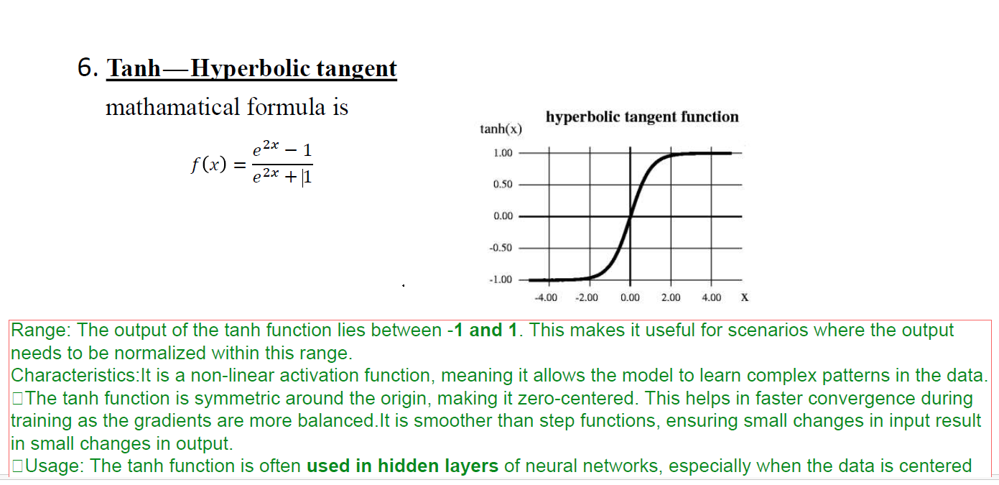 6. Tanh—Hyperbolic tangent
mathamatical formula is
f(x) = (e^{2x} − 1)/(e^{2x} + 1)
hyperbolic tangent function
tanh(x)
1.00
0.50
0.00
-0.50
-1.00
-4.00 -2.00 0.00 2.00 4.00 X
Range: The output of the tanh function lies between -1 and 1. This makes it useful for scenarios where the output
needs to be normalized within this range.
Characteristics:It is a non-linear activation function, meaning it allows the model to learn complex patterns in the data.
□The tanh function is symmetric around the origin, making it zero-centered. This helps in faster convergence during
training as the gradients are more balanced.It is smoother than step functions, ensuring small changes in input result
in small changes in output.
□Usage: The tanh function is often used in hidden layers of neural networks, especially when the data is centered